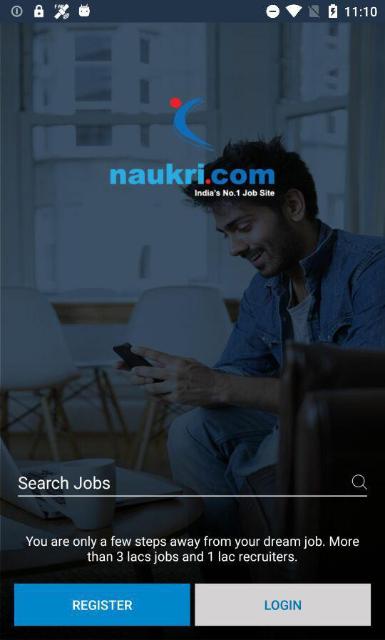 11:10
naukri.com
India's No.1 Job Site
Search Jobs
You are only a few steps away from your dream job. More
than 3 lacs jobs and 1 lac recruiters.
REGISTER
LOGIN